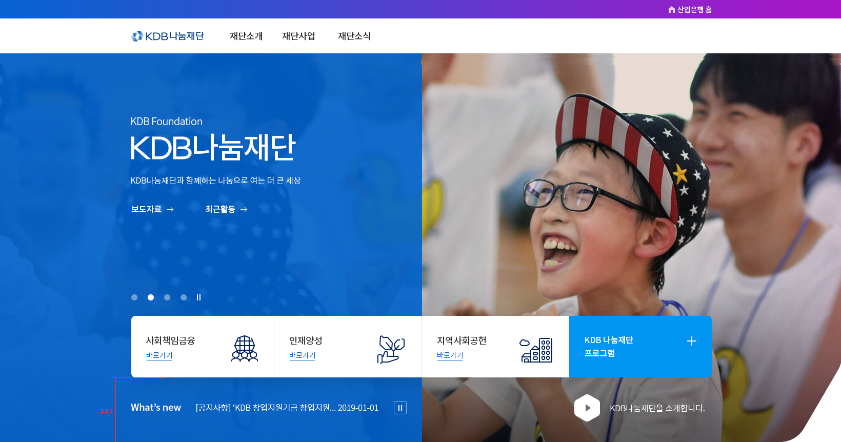 산업은행 홈
KDB나눔재단
재단소개
재단사업
재단소식
KDB Foundation
KDB나눔재단
KDB나눔재단과 함께하는 나눔으로 여는 더 큰 세상
보도자료
최근활동
사회책임금융
바로가기
인재양성
바로가기
지역사회공헌
바로가기
KDB 나눔재단
프로그램
What's new
[공지사항] 'KDB 창업지원기금 창업지원... 2019-01-01
KDB나눔재단을 소개합니다.